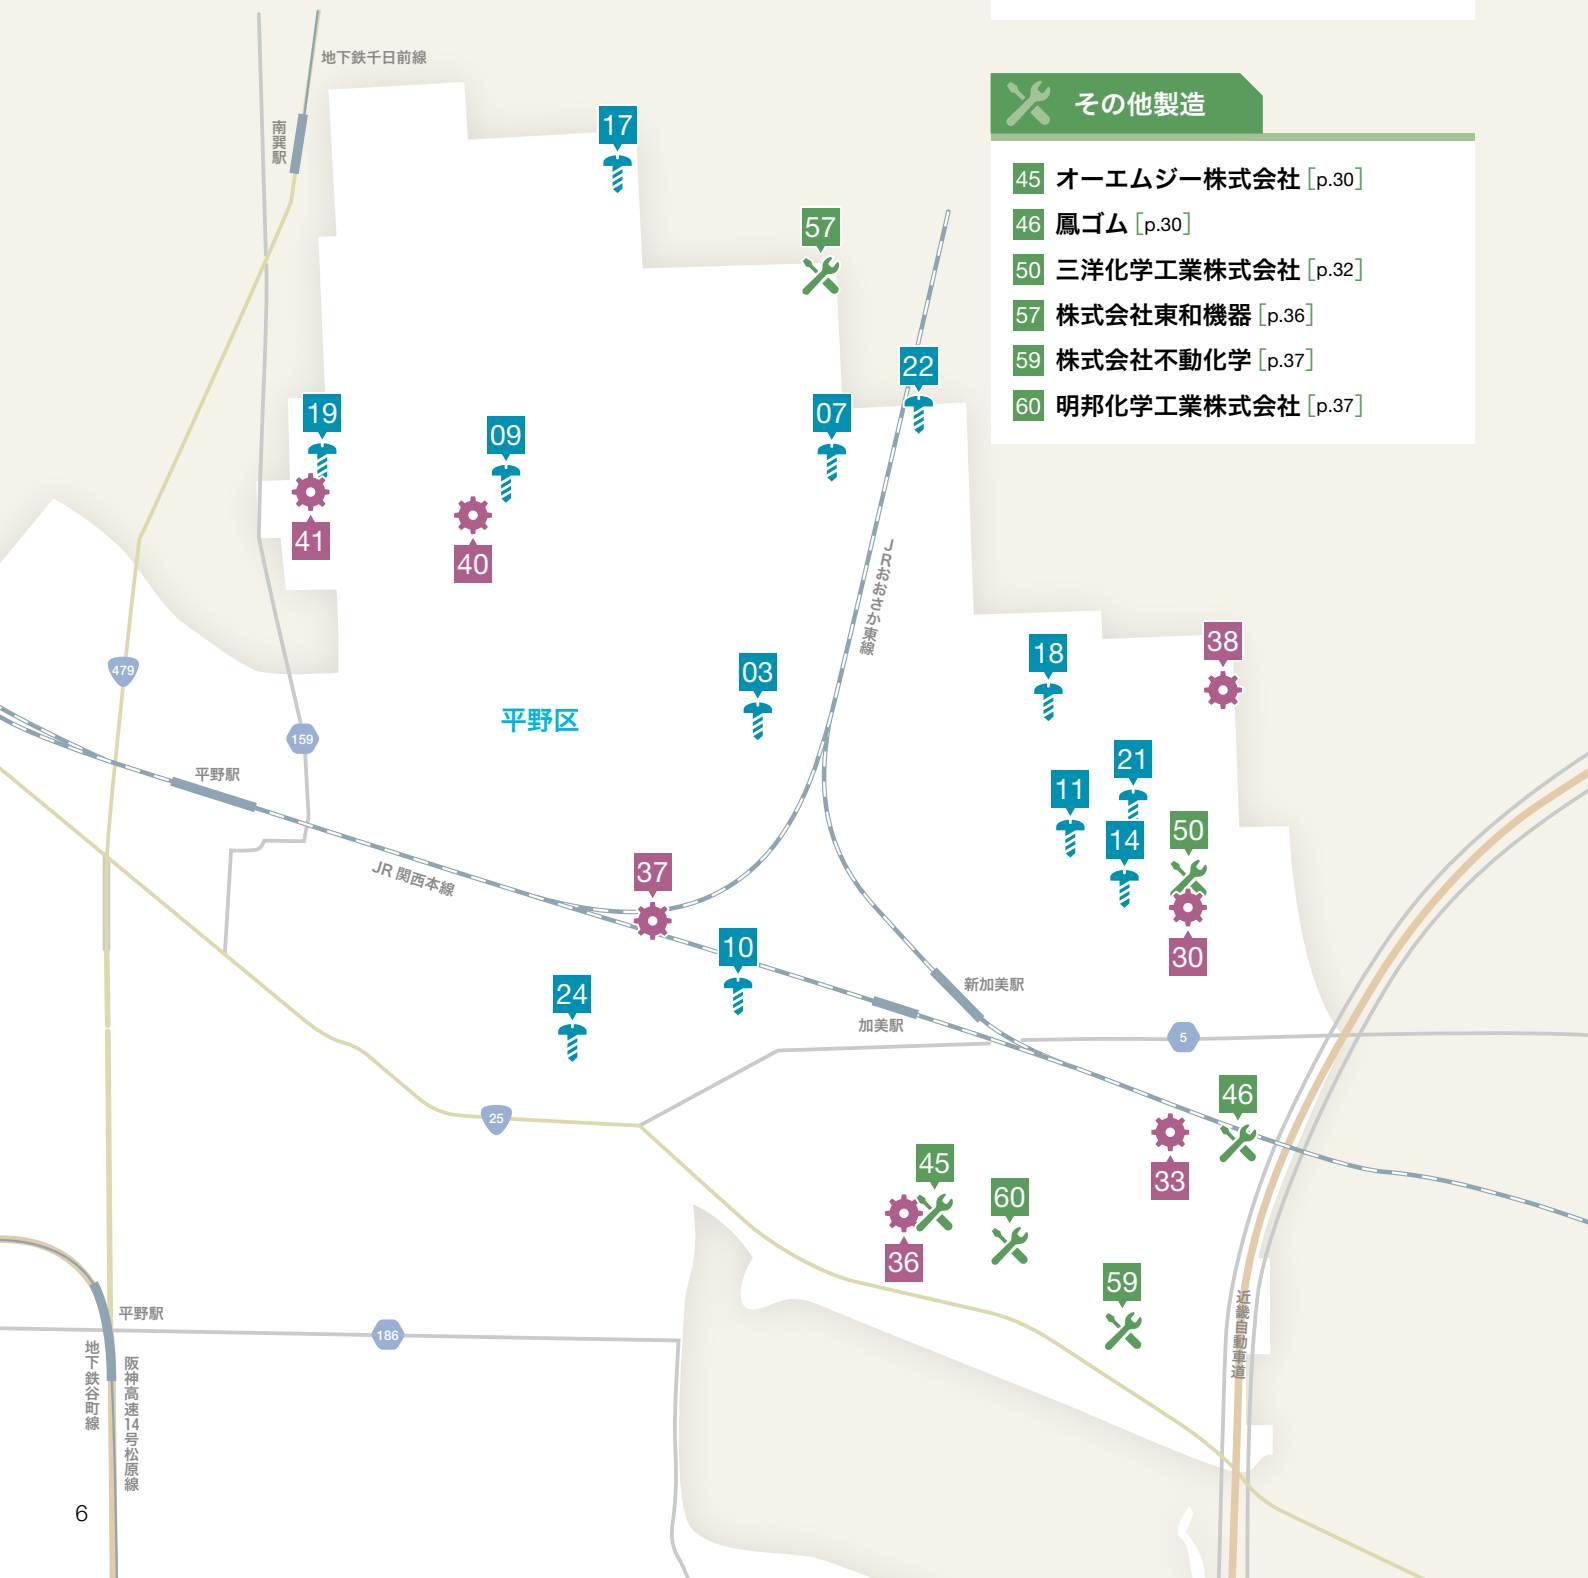 地下鉄千日前線
南巽駅
17
57
22
19
09
07
41
40
JRおおさか東線
その他製造
45 オーエムジー株式会社 [p.30]
46 鳳ゴム [p.30]
50 三洋化学工業株式会社 [p.32]
57 株式会社東和機器 [p.36]
59 株式会社不動化学 [p.37]
60 明邦化学工業株式会社 [p.37]
18
38
03
479
平野区
159
平野駅
21
11
14
50
JR 関西本線
37
10
30
24
新加美駅
加美駅
5
25
46
33
45
60
36
59
平野駅
186
地下鉄谷町線
阪神高速14号松原線
近畿自動車道
6